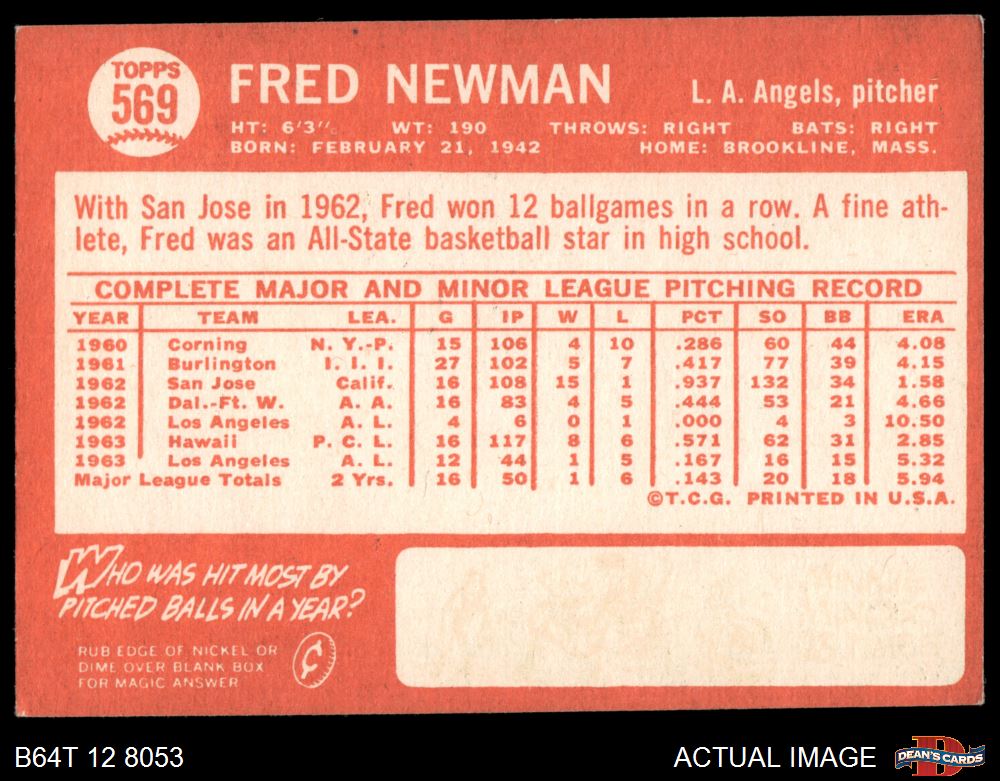 TOPPS
569
FRED NEWMAN
L. A. Angels, pitcher
HT: 6'3" WT: 190 THROWS: RIGHT BATS: RIGHT
BORN: FEBRUARY 21, 1942 HOME: BROOKLINE, MASS.
With San Jose in 1962, Fred won 12 ballgames in a row. A fine ath-
lete, Fred was an All-State basketball star in high school.
COMPLETE MAJOR AND MINOR LEAGUE PITCHING RECORD
YEAR TEAM LEA. G IP W L PCT SO BB ERA
1960 Corning N. Y.-P. 15 106 4 10 .286 60 44 4.08
1961 Burlington I. I. I. 27 102 5 7 .417 77 39 4.15
1962 San Jose Calif. 16 108 15 1 .937 132 34 1.58
1962 Dal.-Ft. W. A. A. 16 83 4 5 .444 53 21 4.66
1962 Los Angeles A. L. 4 6 0 1 .000 4 3 10.50
1963 Hawaii P. C. L. 16 117 8 6 .571 62 31 2.85
1963 Los Angeles A. L. 12 44 1 5 .167 16 15 5.32
Major League Totals 2 Yrs. 16 50 1 6 .143 20 18 5.94
©T.C.G. PRINTED IN U.S.A.
WHO WAS HIT MOST BY
PITCHED BALLS IN A YEAR?
RUB EDGE OF NICKEL OR
DIME OVER BLANK BOX
FOR MAGIC ANSWER
¢
B64T 12 8053
ACTUAL IMAGE
D
DEAN'S CARDS